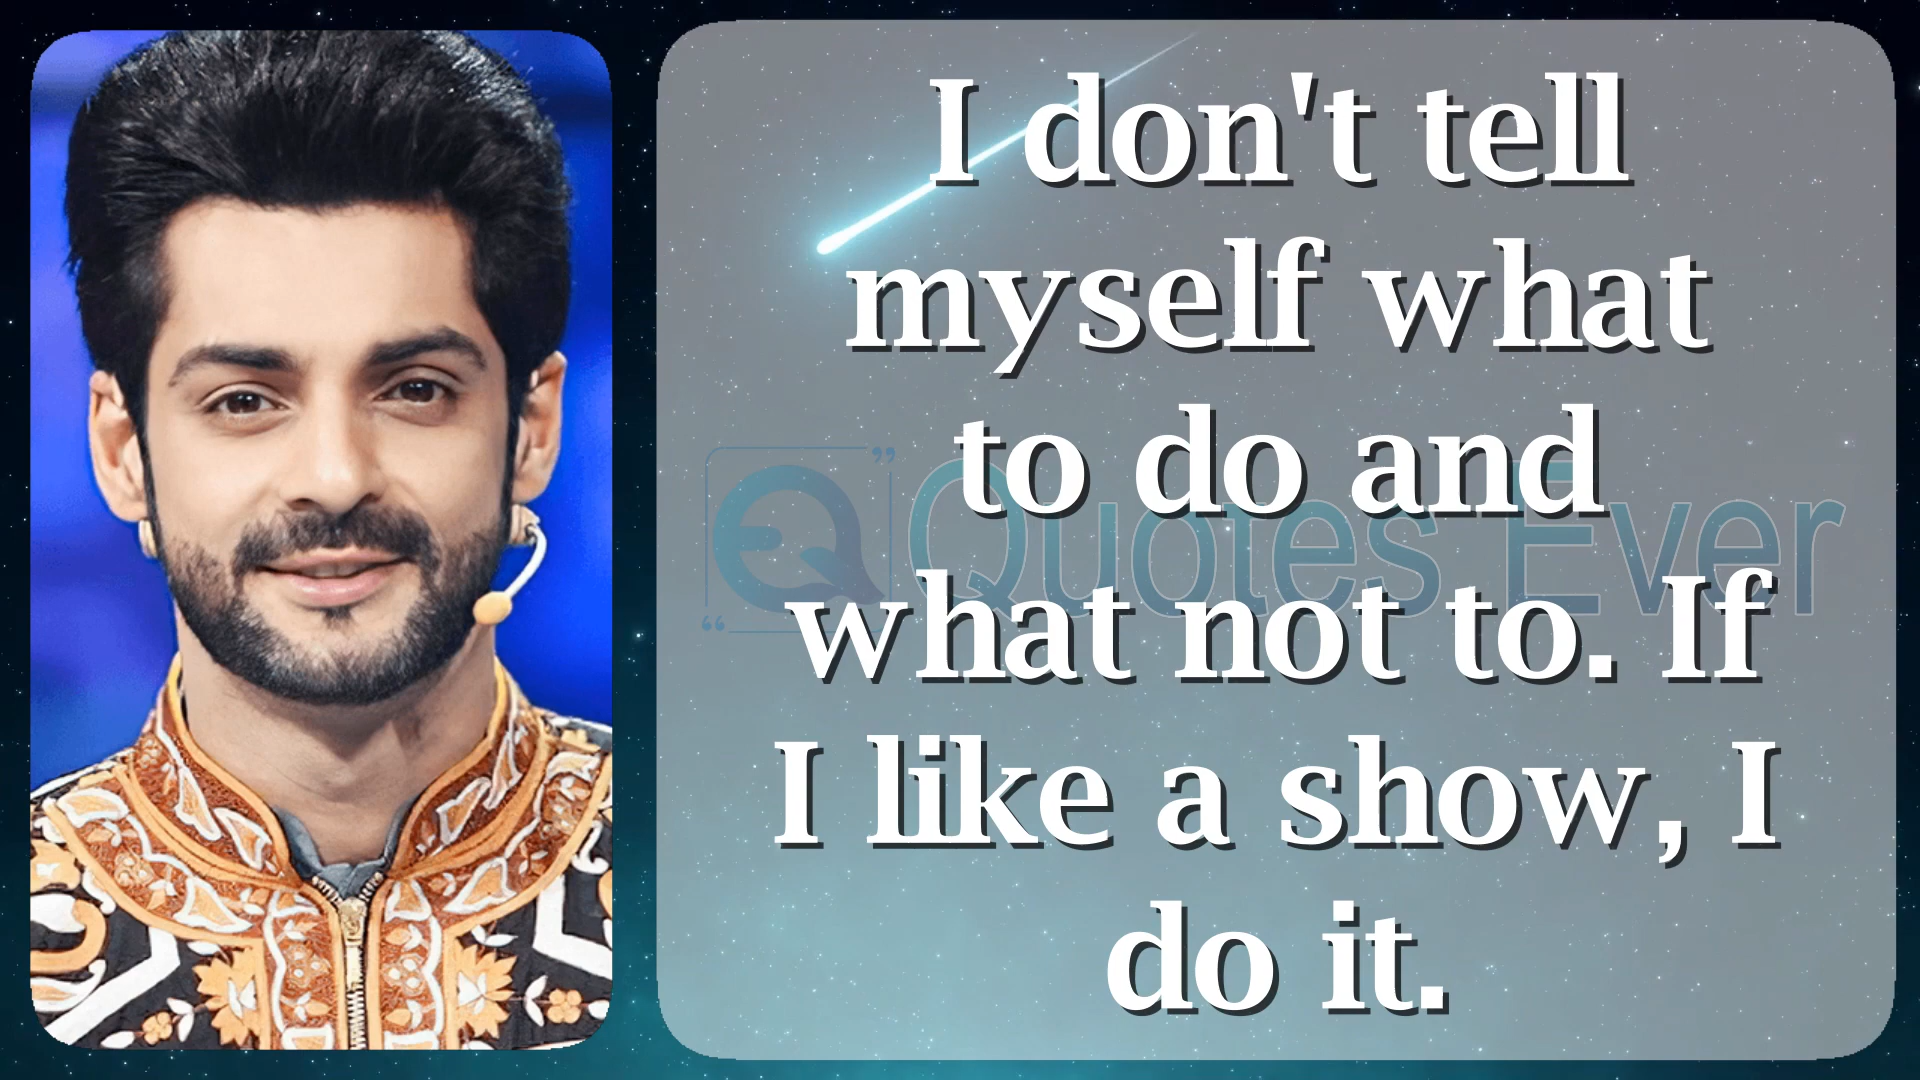 I don't tell
myself what
to do and
what not to. If
I like a show, I
do it.
Quotes Ever